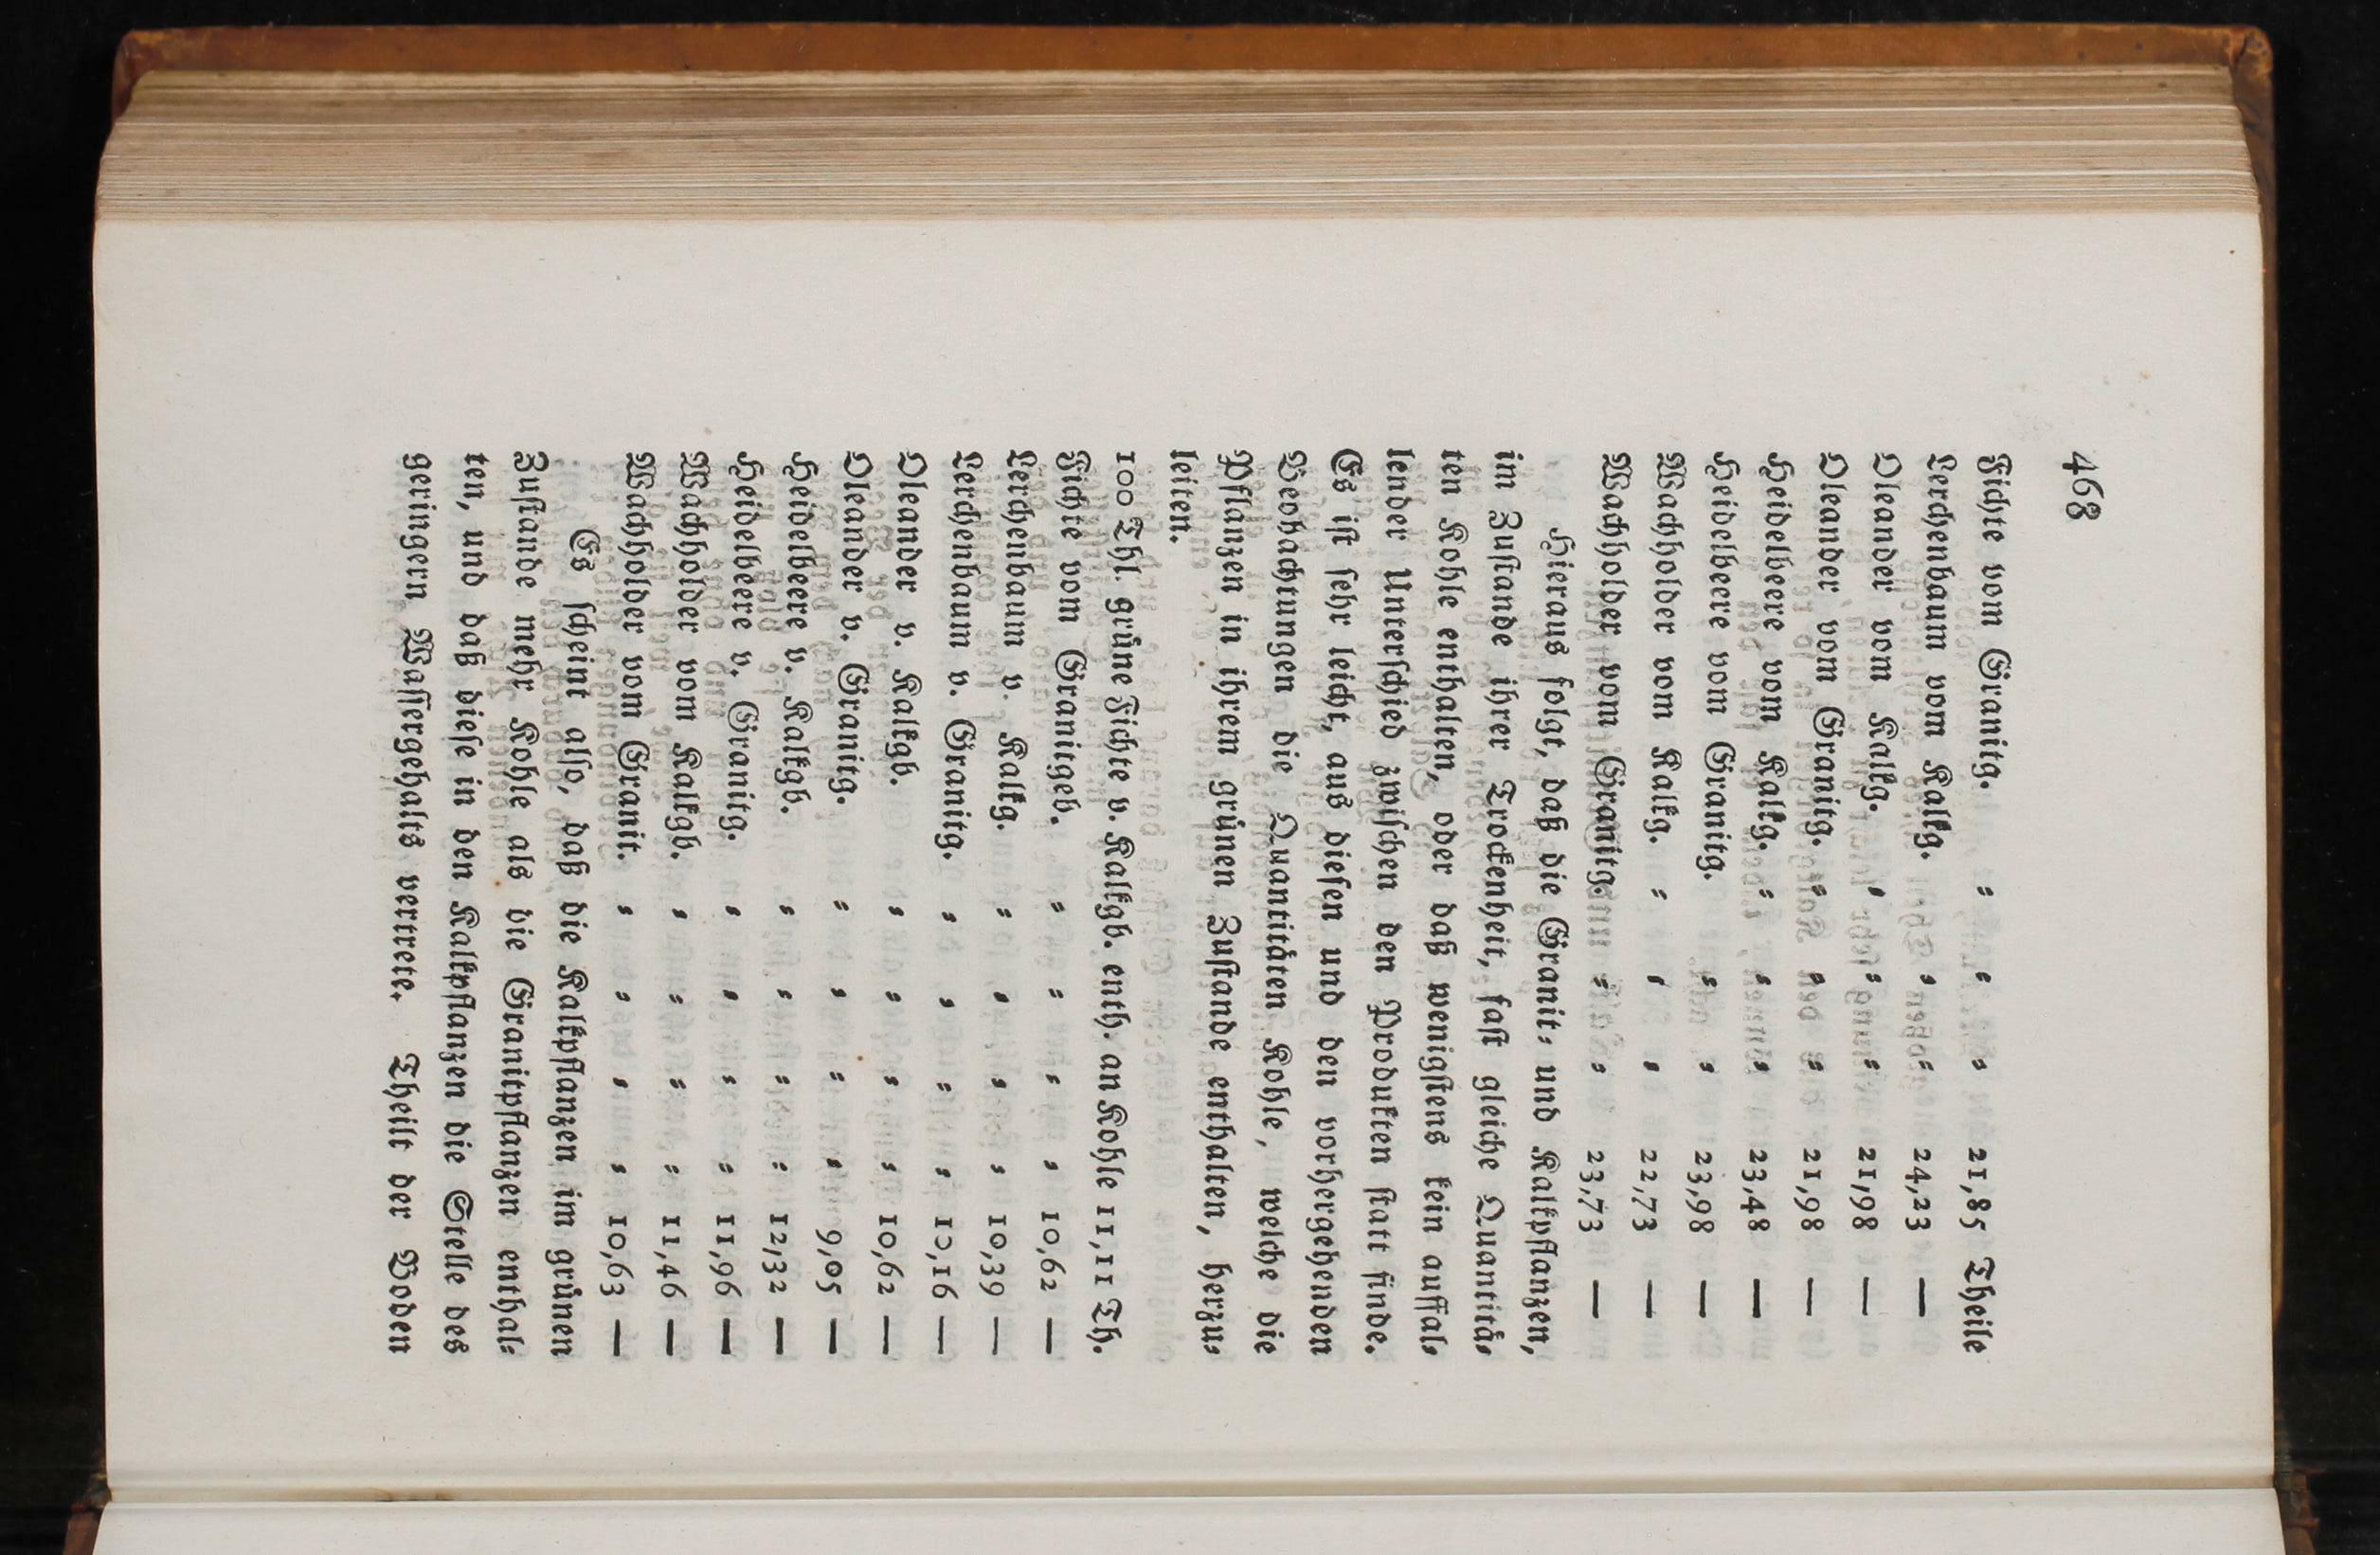 468
Fichte vom Granitg. ⸗ ⸗ ⸗ 21,85 Theile
Lerchenbaum vom Kalkg. ⸗ ⸗ 24,23 —
Oleander vom Kalkg. ⸗ ⸗ ⸗ 21,98 —
Oleander vom Granitg. ⸗ ⸗ ⸗ 21,98 —
Heidelbeere vom Kalkg. ⸗ ⸗ ⸗ 23,48 —
Heidelbeere vom Granitg. ⸗ ⸗ 23,98 —
Wachholder vom Kalkg. ⸗ ⸗ ⸗ 22,73 —
Wachholder vom Granitg. ⸗ ⸗ 23,73 —
Hieraus folgt, daß die Granit⸗ und Kalkpflanzen,
im Zuſtande ihrer Trockenheit, faſt gleiche Quantitä⸗
ten Kohle enthalten, oder daß wenigſtens kein auffal⸗
lender Unterſchied zwiſchen den Produkten ſtatt finde.
Es iſt ſehr leicht, aus dieſen und den vorhergehenden
Beobachtungen die Quantitäten Kohle, welche die
Pflanzen in ihrem grünen Zuſtande enthalten, herzu⸗
leiten.
100 Thl. grüne Fichte v. Kalkgb. enth. an Kohle 11,11 Th.
Fichte vom Granitgeb. ⸗ ⸗ ⸗ ⸗ 10,62 —
Lerchenbaum v. Kalkg. ⸗ ⸗ ⸗ ⸗ 10,39 —
Lerchenbaum v. Granitg. ⸗ ⸗ ⸗ ⸗ 10,16 —
Oleander v. Kalkgb. ⸗ ⸗ ⸗ ⸗ 10,62 —
Oleander v. Granitg. ⸗ ⸗ ⸗ ⸗ 9,05 —
Heidelbeere v. Kalkgb. ⸗ ⸗ ⸗ ⸗ 12,32 —
Heidelbeere v. Granitg. ⸗ ⸗ ⸗ ⸗ 11,96 —
Wachholder vom Kalkgb. ⸗ ⸗ ⸗ ⸗ 11,46 —
Wachholder vom Granit. ⸗ ⸗ ⸗ ⸗ 10,63 —
Es ſcheint alſo, daß die Kalkpflanzen im grünen
Zuſtande mehr Kohle als die Granitpflanzen enthal⸗
ten, und daß dieſe in den Kalkpflanzen die Stelle des
geringern Waſſergehalts vertrete. Theilt der Boden